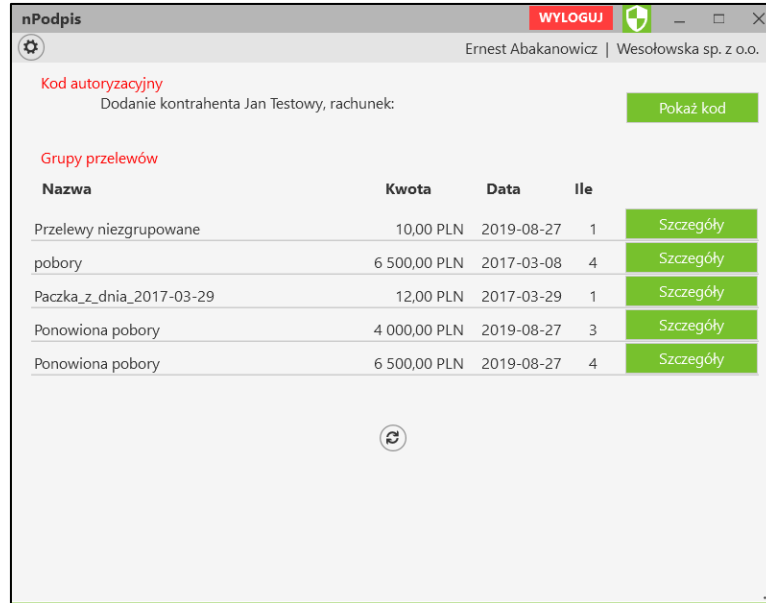 nPodpis WYLOGUJ
Ernest Abakanowicz | Wesołowska sp. z o.o.
Kod autoryzacyjny
Dodanie kontrahenta Jan Testowy, rachunek: Pokaż kod
Grupy przelewów
Nazwa Kwota Data Ile
Przelewy niezgrupowane 10,00 PLN 2019-08-27 1 Szczegóły
pobory 6 500,00 PLN 2017-03-08 4 Szczegóły
Paczka_z_dnia_2017-03-29 12,00 PLN 2017-03-29 1 Szczegóły
Ponowiona pobory 4 000,00 PLN 2019-08-27 3 Szczegóły
Ponowiona pobory 6 500,00 PLN 2019-08-27 4 Szczegóły